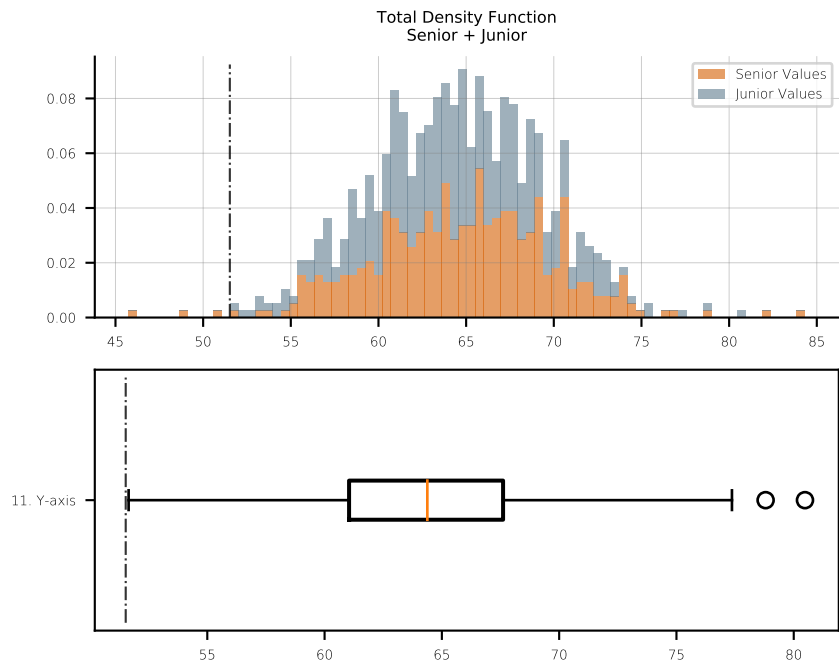 Total Density Function
Senior + Junior
Senior Values
Junior Values
0.08
0.06
0.04
0.02
0.00
45 50 55 60 65 70 75 80 85
11. Y-axis
55 60 65 70 75 80